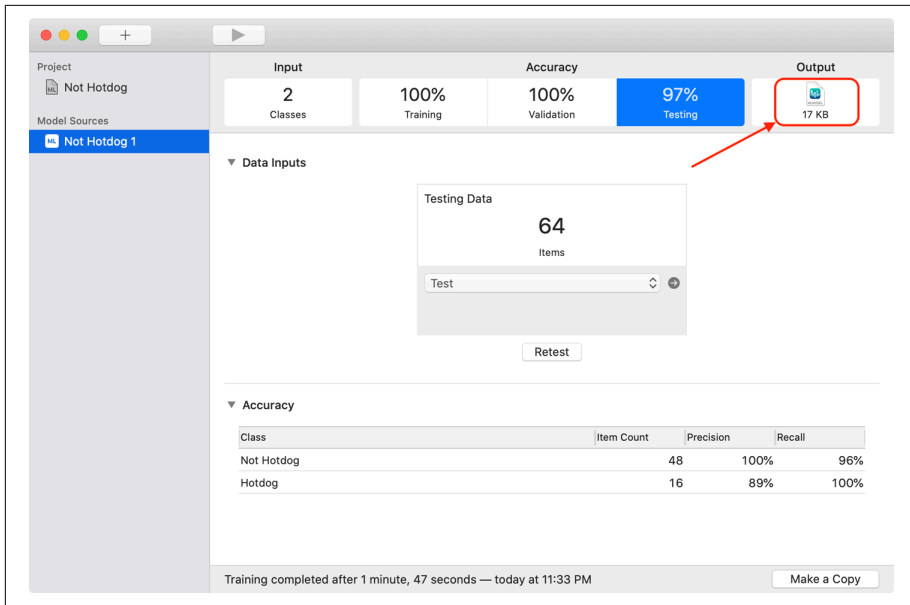 +
Project
Not Hotdog
Model Sources
ML Not Hotdog 1
Input
Accuracy
Output
2
Classes
100%
Training
100%
Validation
97%
Testing
17 KB
Data Inputs
Testing Data
64
Items
Test
Retest
Accuracy
Class Item Count Precision Recall
Not Hotdog 48 100% 96%
Hotdog 16 89% 100%
Training completed after 1 minute, 47 seconds — today at 11:33 PM
Make a Copy